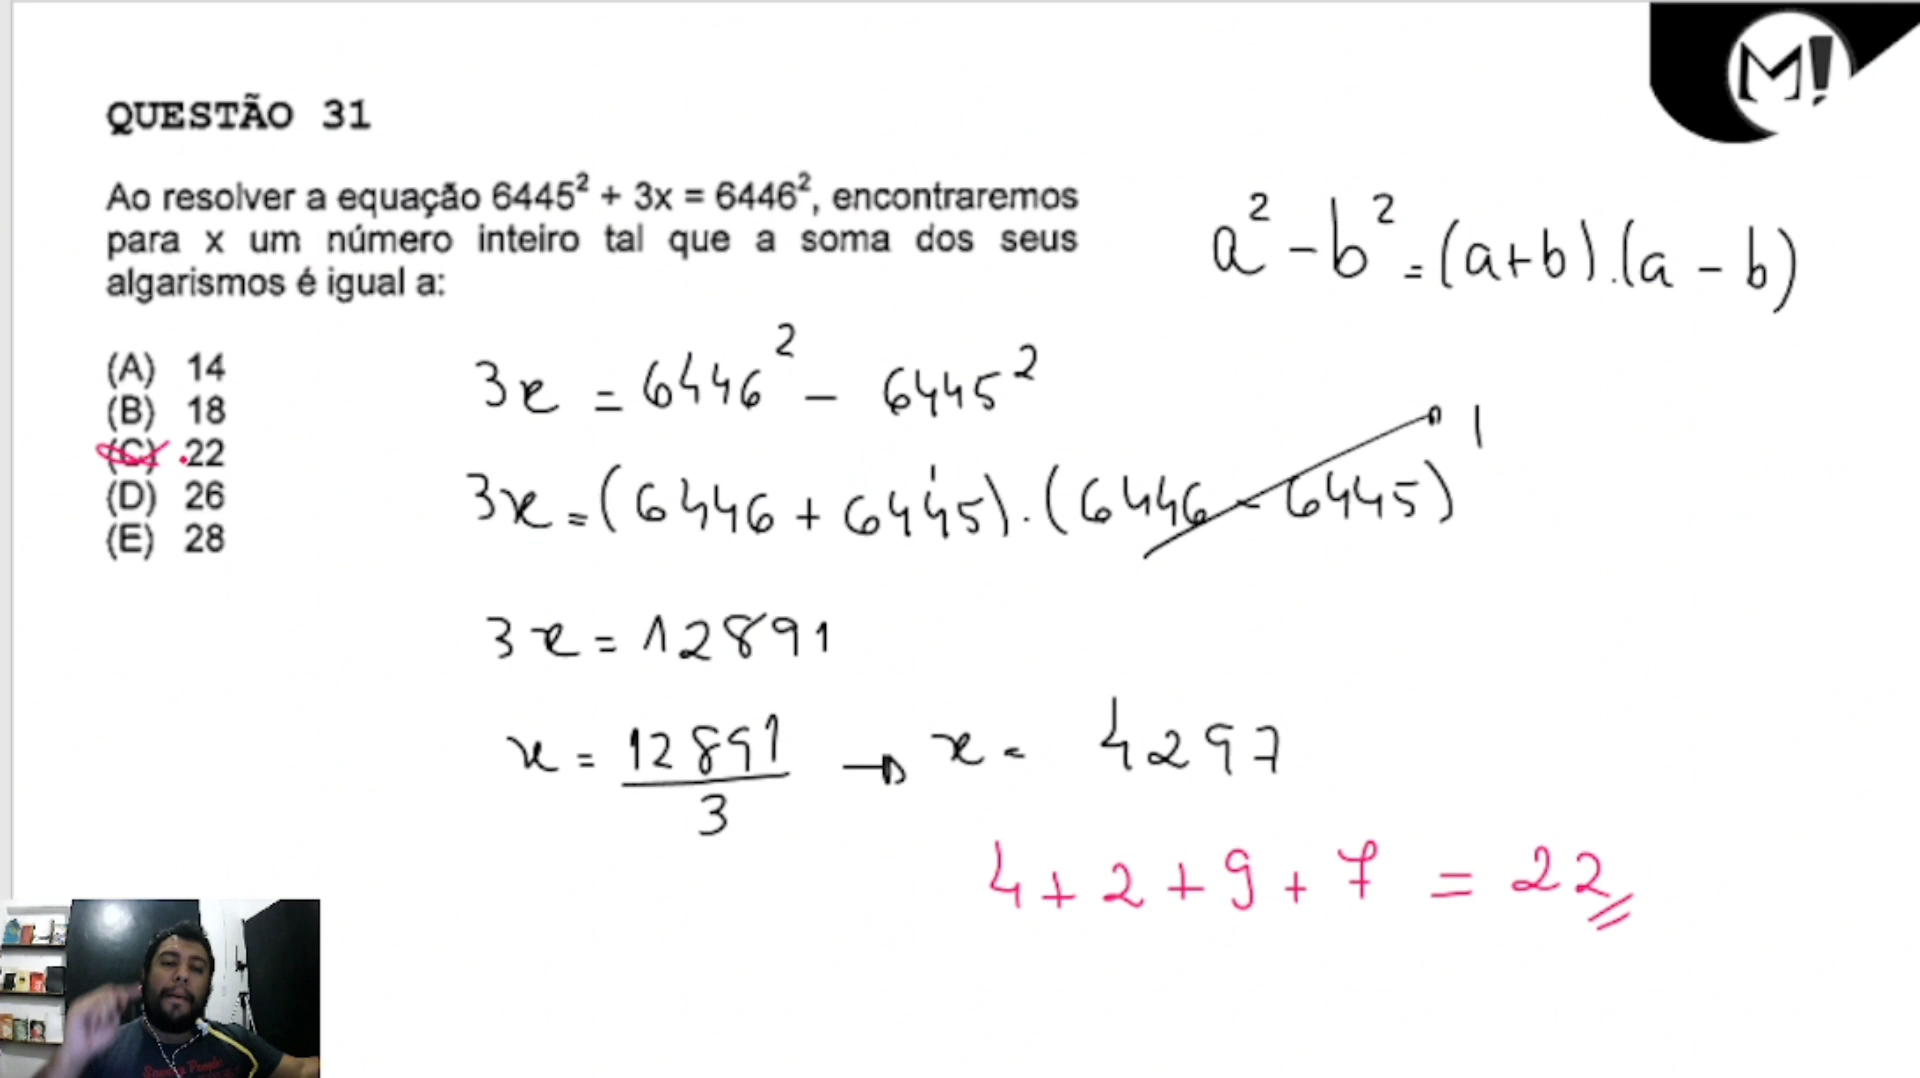 M!
QUESTÃO 31
Ao resolver a equação 6445² + 3x = 6446², encontraremos
para x um número inteiro tal que a soma dos seus
algarismos é igual a:
(A) 14
(B) 18
(C) 22
(D) 26
(E) 28
a² - b² = (a+b).(a - b)
3x = 6446² - 6445²
3x = (6446 + 6445).(6446 - 6445) 1
3x = 12891
x = 12891/3 → x = 4297
4 + 2 + 9 + 7 = 22